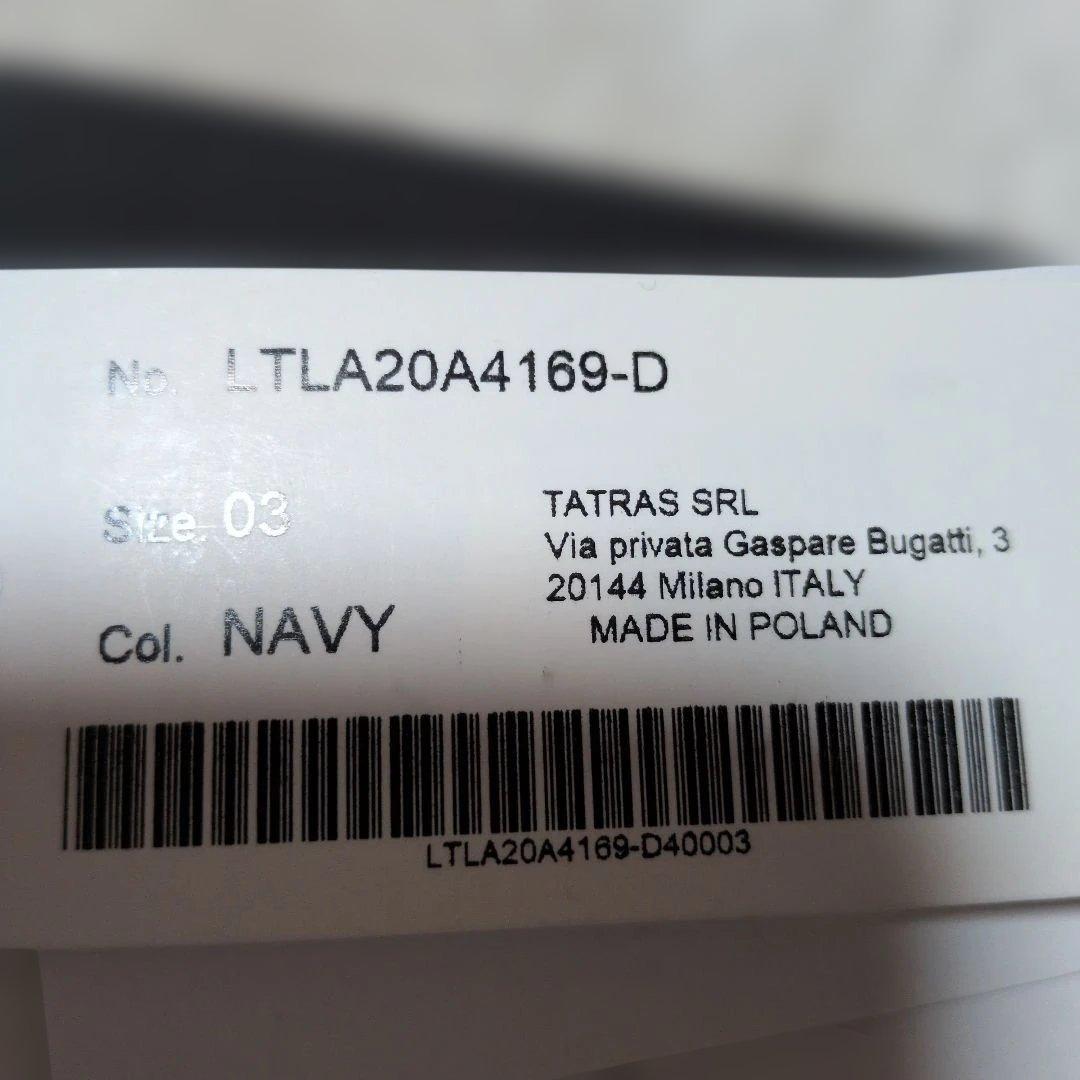 No. LTLA20A4169-D
Size. 03
Col. NAVY
TATRAS SRL
Via privata Gaspare Bugatti, 3
20144 Milano ITALY
MADE IN POLAND
LTLA20A4169-D40003